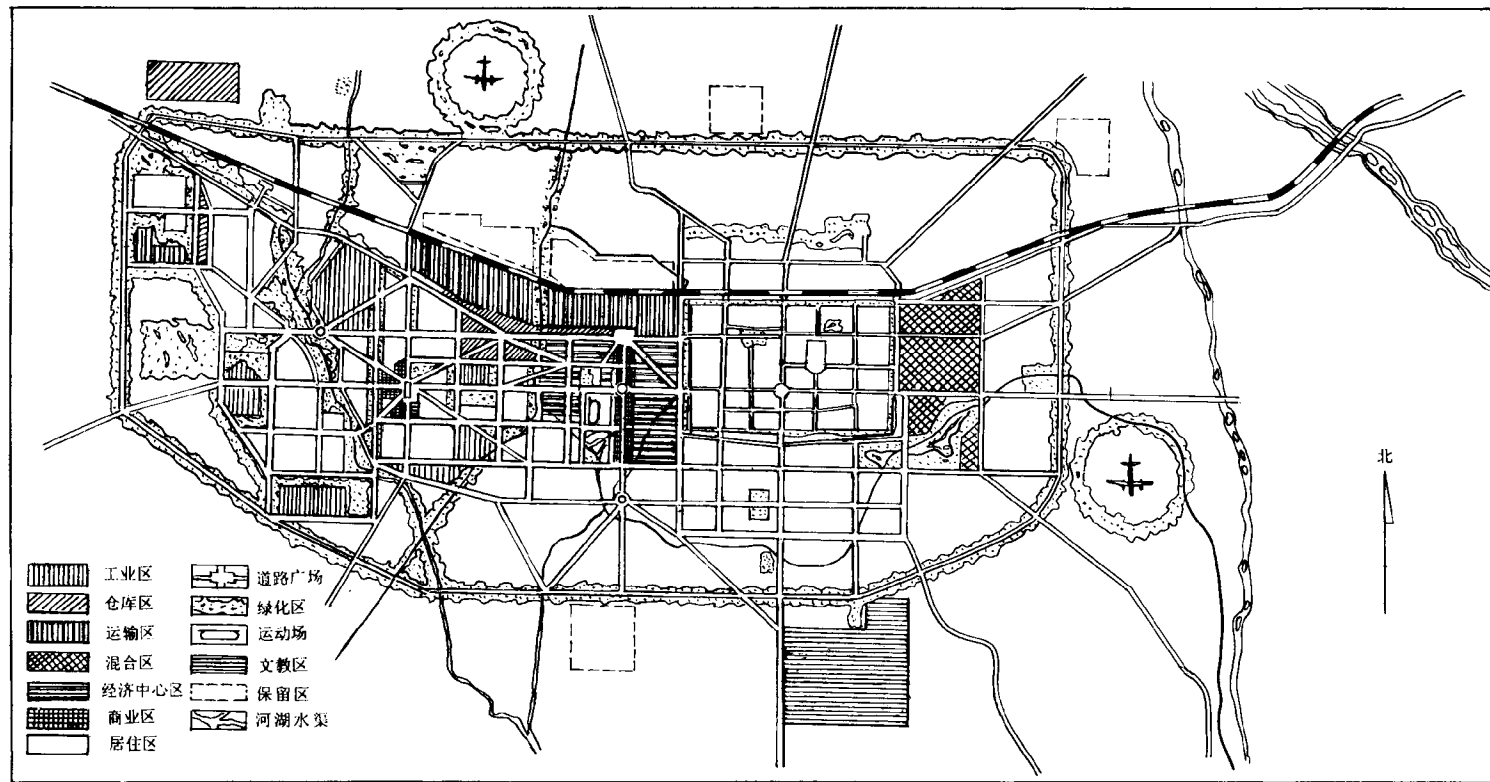 北
工业区
仓库区
运输区
混合区
经济中心区
商业区
居住区
道路广场
绿化区
运动场
文教区
保留区
河湖水渠